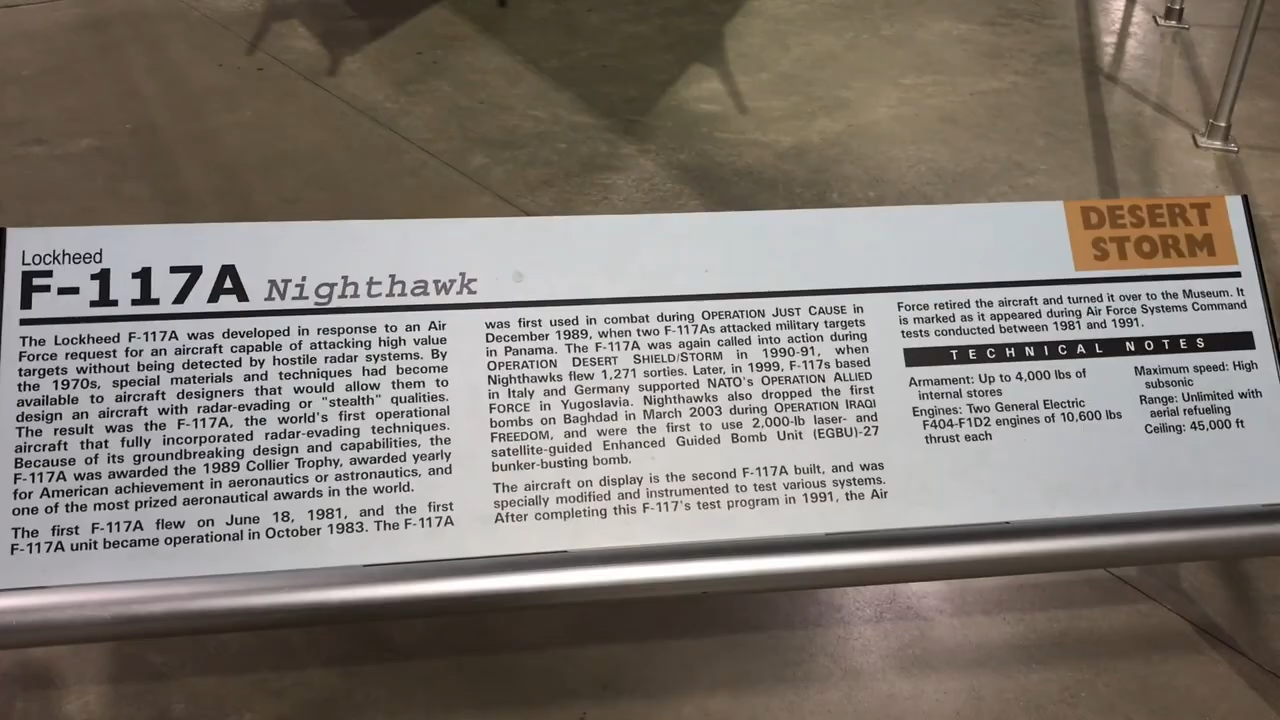 Lockheed
F-117A Nighthawk
DESERT
STORM
The Lockheed F-117A was developed in response to an Air
Force request for an aircraft capable of attacking high value
targets without being detected by hostile radar systems. By
the 1970s, special materials and techniques had become
available to aircraft designers that would allow them to
design an aircraft with radar-evading or "stealth" qualities.
The result was the F-117A, the world's first operational
aircraft that fully incorporated radar-evading techniques.
Because of its groundbreaking design and capabilities, the
F-117A was awarded the 1989 Collier Trophy, awarded yearly
for American achievement in aeronautics or astronautics, and
one of the most prized aeronautical awards in the world.
The first F-117A flew on June 18, 1981, and the first
F-117A unit became operational in October 1983. The F-117A
was first used in combat during OPERATION JUST CAUSE in
December 1989, when two F-117As attacked military targets
in Panama. The F-117A was again called into action during
OPERATION DESERT SHIELD/STORM in 1990-91, when
Nighthawks flew 1,271 sorties. Later, in 1999, F-117s based
in Italy and Germany supported NATO's OPERATION ALLIED
FORCE in Yugoslavia. Nighthawks also dropped the first
bombs on Baghdad in March 2003 during OPERATION IRAQI
FREEDOM, and were the first to use 2,000-lb laser- and
satellite-guided Enhanced Guided Bomb Unit (EGBU)-27
bunker-busting bomb.
The aircraft on display is the second F-117A built, and was
specially modified and instrumented to test various systems.
After completing this F-117's test program in 1991, the Air
Force retired the aircraft and turned it over to the Museum. It
is marked as it appeared during Air Force Systems Command
tests conducted between 1981 and 1991.
TECHNICAL NOTES
Armament: Up to 4,000 lbs of
internal stores
Engines: Two General Electric
F404-F1D2 engines of 10,600 lbs
thrust each
Maximum speed: High
subsonic
Range: Unlimited with
aerial refueling
Ceiling: 45,000 ft